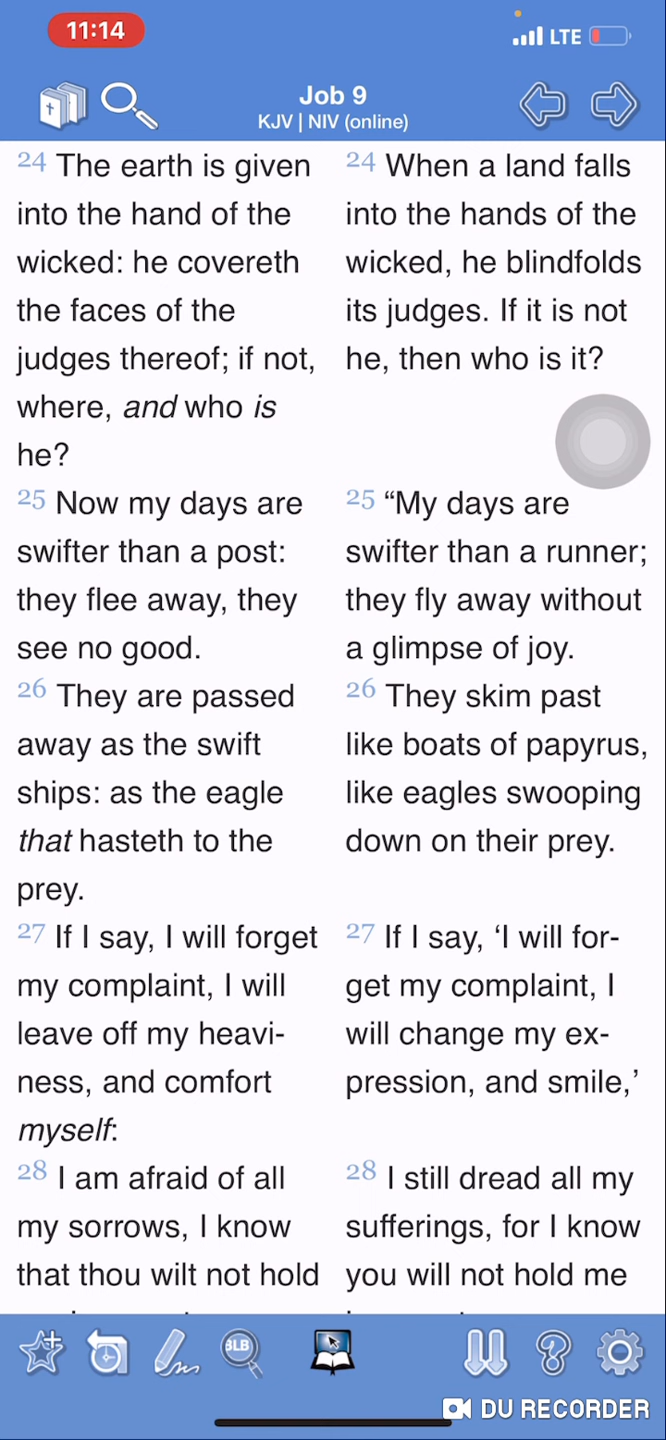 11:14
LTE
Job 9
KJV | NIV (online)
24 The earth is given
into the hand of the
wicked: he covereth
the faces of the
judges thereof; if not,
where, and who is
he?
25 Now my days are
swifter than a post:
they flee away, they
see no good.
26 They are passed
away as the swift
ships: as the eagle
that hasteth to the
prey.
27 If I say, I will forget
my complaint, I will
leave off my heavi-
ness, and comfort
myself:
28 I am afraid of all
my sorrows, I know
that thou wilt not hold
24 When a land falls
into the hands of the
wicked, he blindfolds
its judges. If it is not
he, then who is it?
25 “My days are
swifter than a runner;
they fly away without
a glimpse of joy.
26 They skim past
like boats of papyrus,
like eagles swooping
down on their prey.
27 If I say, ‘I will for-
get my complaint, I
will change my ex-
pression, and smile,’
28 I still dread all my
sufferings, for I know
you will not hold me
BLB
DU RECORDER